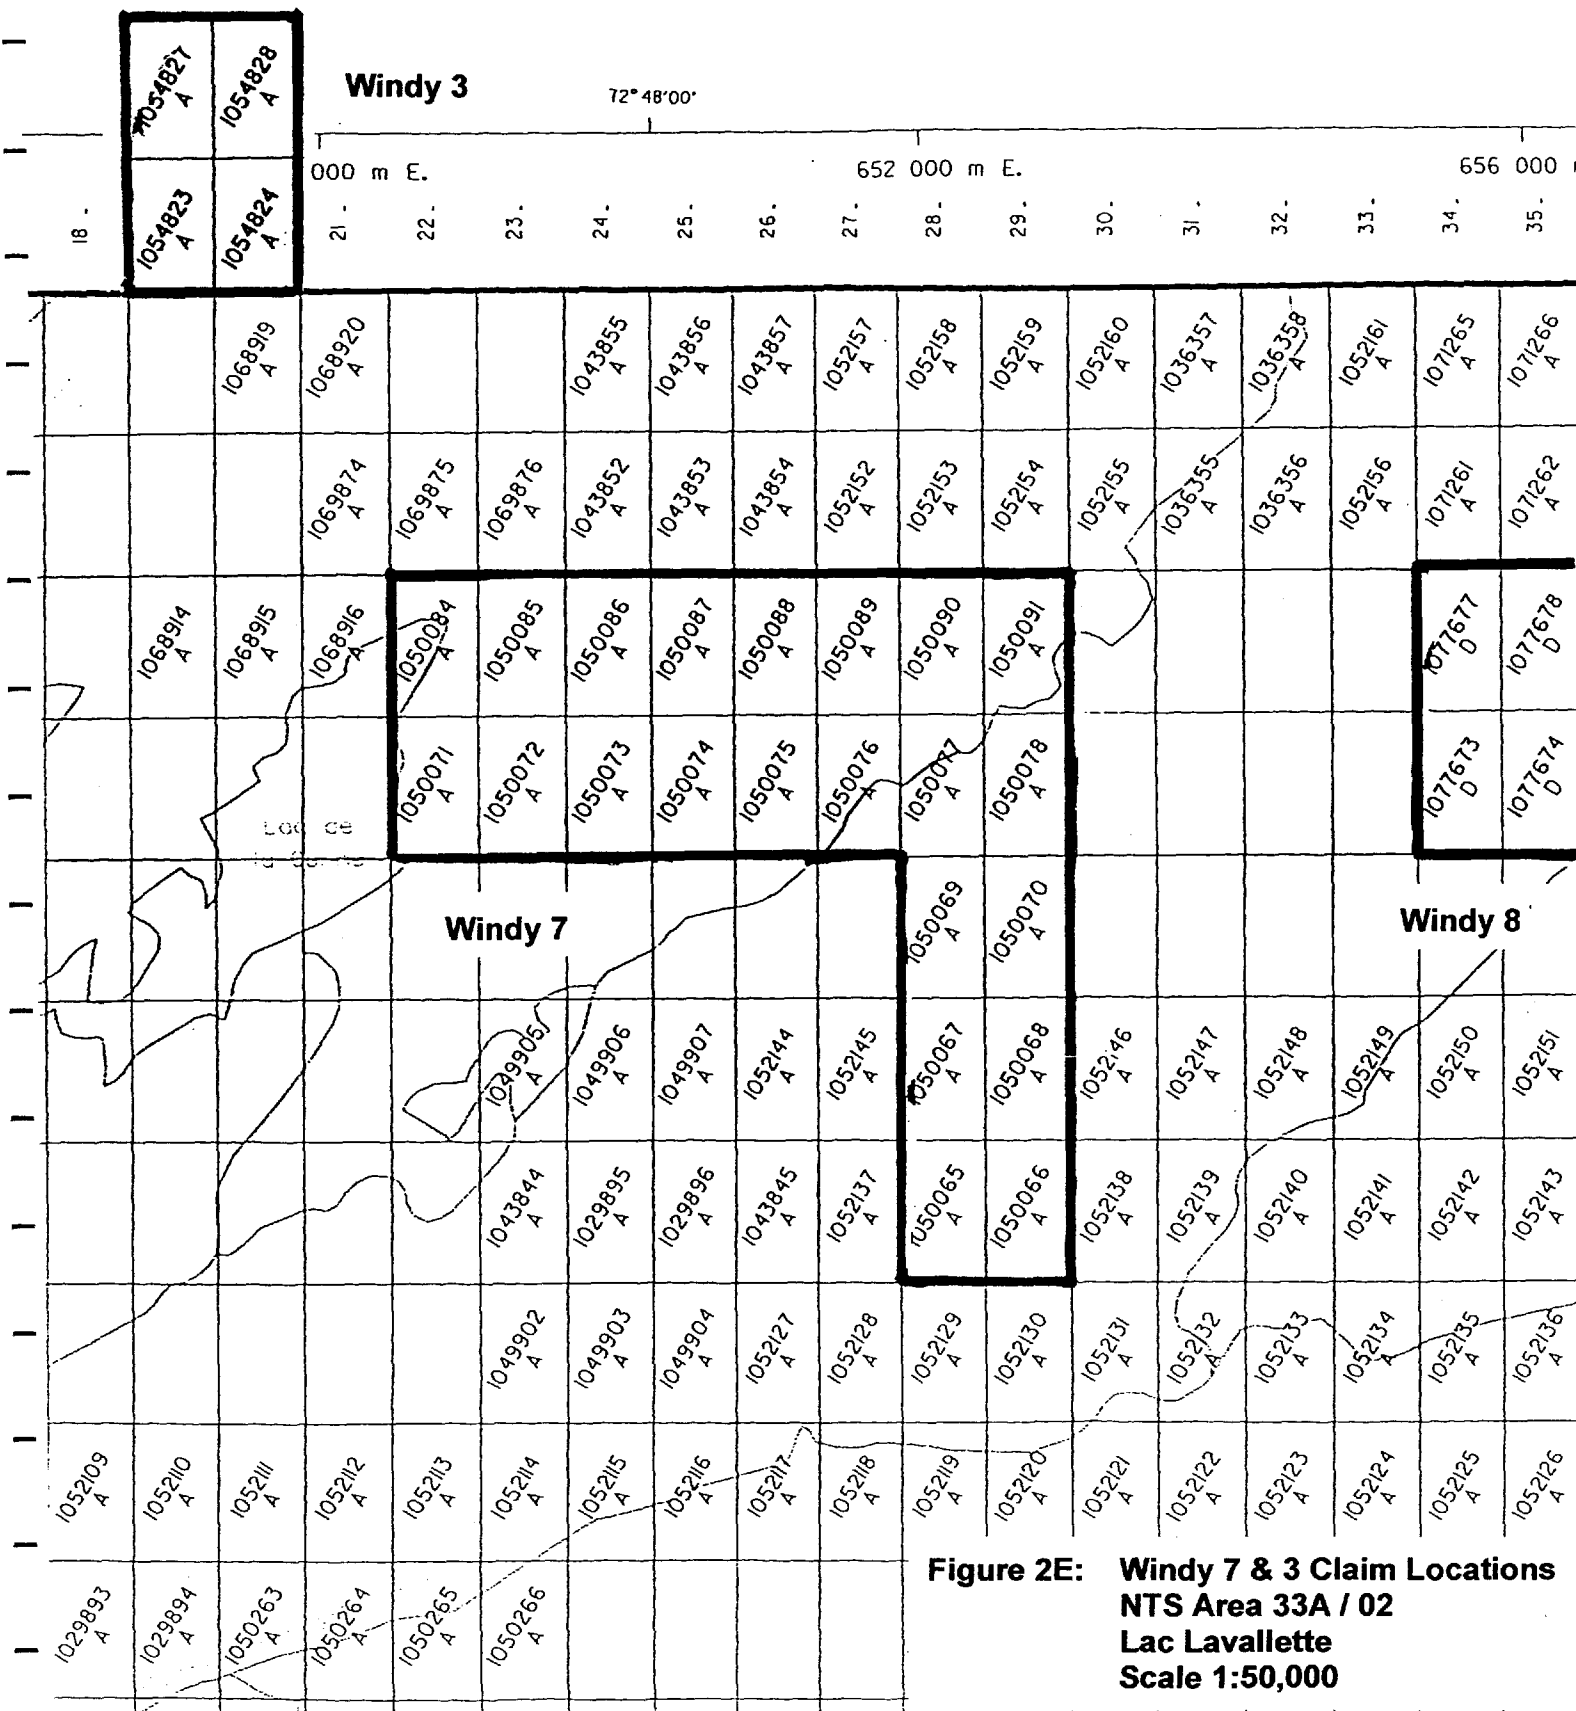 1054827 A 1054828 A
Windy 3
72° 48'00"
000 m E. 652 000 m E. 656 000
1054823 A 1054824 A
18 - 21 - 22 - 23 - 24 - 25 - 26 - 27 - 28 - 29 - 30 - 31 - 32 - 33 - 34 - 35 -
1068919 A 1068920 A 1043855 A 1043856 A 1043857 A 1052157 A 1052158 A 1052159 A 1052160 A 1036357 A 1036358 A 1052161 A 1071265 A 1071266 A
1069874 A 1069875 A 1069876 A 1043852 A 1043853 A 1043854 A 1052152 A 1052153 A 1052154 A 1052155 A 1036355 A 1036356 A 1052156 A 1071261 A 1071262 A
1068914 A 1068915 A 1068916 A 1050084 A 1050085 A 1050086 A 1050087 A 1050088 A 1050089 A 1050090 A 1050091 A 1077677 D 1077678 D
1050071 A 1050072 A 1050073 A 1050074 A 1050075 A 1050076 A 1050077 A 1050078 A 1077673 D 1077674 D
Lac de
la
1050069 A 1050070 A
Windy 7
Windy 8
1049905 A 1049906 A 1049907 A 1052144 A 1052145 A 1050067 A 1050068 A 1052146 A 1052147 A 1052148 A 1052149 A 1052150 A 1052151 A
1043844 A 1029895 A 1029896 A 1043845 A 1052137 A 1050065 A 1050066 A 1052138 A 1052139 A 1052140 A 1052141 A 1052142 A 1052143 A
1049902 A 1049903 A 1049904 A 1052127 A 1052128 A 1052129 A 1052130 A 1052131 A 1052132 A 1052133 A 1052134 A 1052135 A 1052136 A
1052109 A 1052110 A 1052111 A 1052112 A 1052113 A 1052114 A 1052115 A 1052116 A 1052117 A 1052118 A 1052119 A 1052120 A 1052121 A 1052122 A 1052123 A 1052124 A 1052125 A 1052126 A
1029893 A 1029894 A 1050263 A 1050264 A 1050265 A 1050266 A
Figure 2E: Windy 7 & 3 Claim Locations
NTS Area 33A / 02
Lac Lavallette
Scale 1:50,000